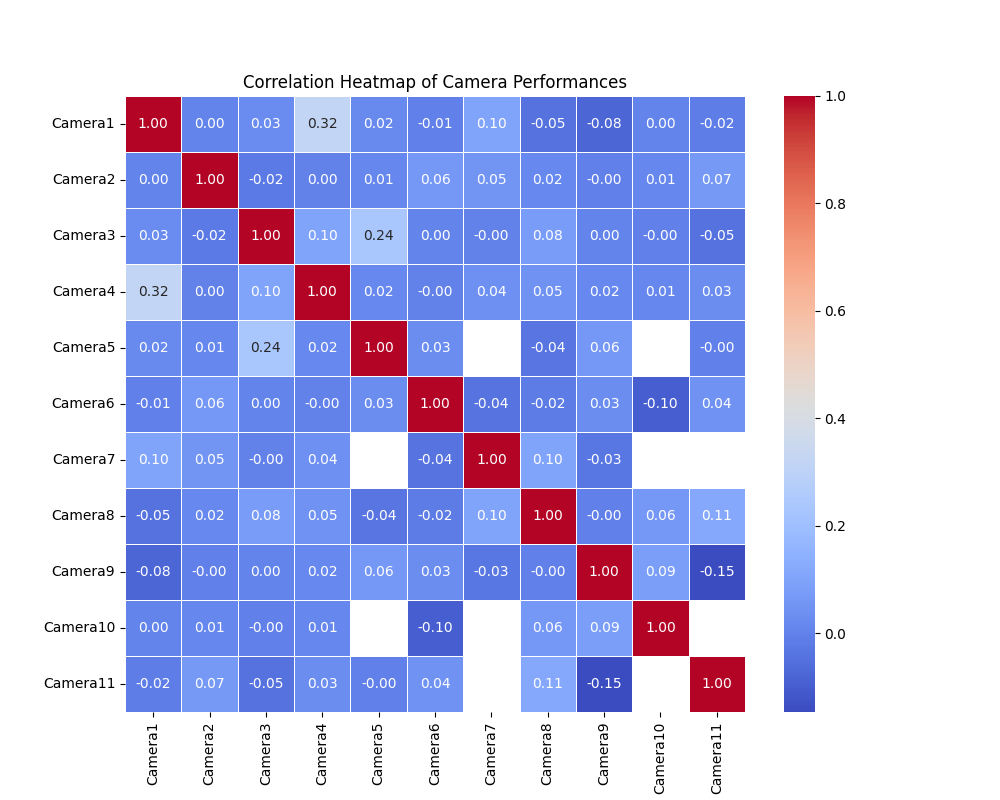 Correlation Heatmap of Camera Performances
Camera1 1.00 0.00 0.03 0.32 0.02 -0.01 0.10 -0.05 -0.08 0.00 -0.02
Camera2 0.00 1.00 -0.02 0.00 0.01 0.06 0.05 0.02 -0.00 0.01 0.07
Camera3 0.03 -0.02 1.00 0.10 0.24 0.00 -0.00 0.08 0.00 -0.00 -0.05
Camera4 0.32 0.00 0.10 1.00 0.02 -0.00 0.04 0.05 0.02 0.01 0.03
Camera5 0.02 0.01 0.24 0.02 1.00 0.03 -0.04 0.06 -0.00
Camera6 -0.01 0.06 0.00 -0.00 0.03 1.00 -0.04 -0.02 0.03 -0.10 0.04
Camera7 0.10 0.05 -0.00 0.04 -0.04 1.00 0.10 -0.03
Camera8 -0.05 0.02 0.08 0.05 -0.04 -0.02 0.10 1.00 -0.00 0.06 0.11
Camera9 -0.08 -0.00 0.00 0.02 0.06 0.03 -0.03 -0.00 1.00 0.09 -0.15
Camera10 0.00 0.01 -0.00 0.01 -0.10 0.06 0.09 1.00
Camera11 -0.02 0.07 -0.05 0.03 -0.00 0.04 0.11 -0.15 1.00
Camera1 Camera2 Camera3 Camera4 Camera5 Camera6 Camera7 Camera8 Camera9 Camera10 Camera11
1.0
0.8
0.6
0.4
0.2
0.0